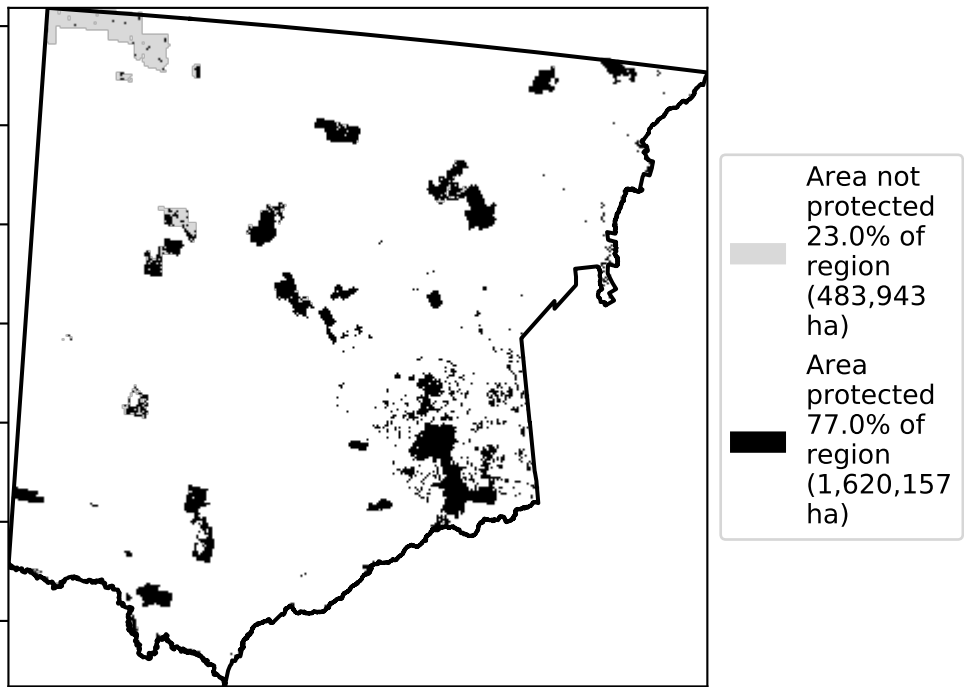 Area not
protected
23.0% of
region
(483,943
ha)
Area
protected
77.0% of
region
(1,620,157
ha)